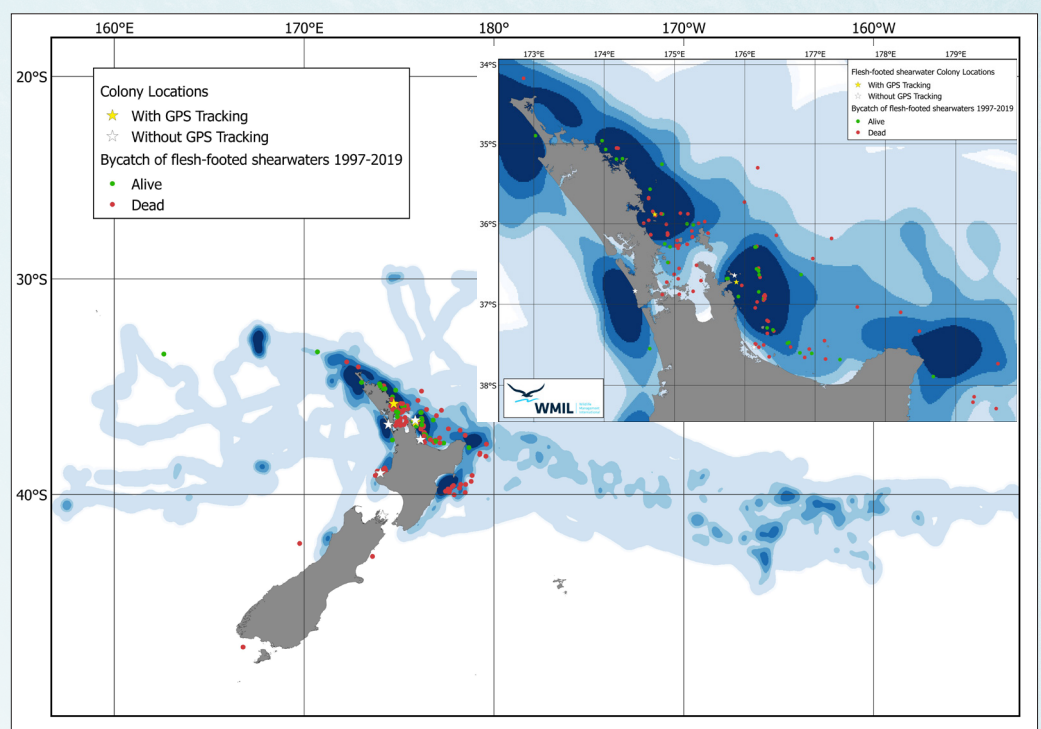 160°E 170°E 180° 170°W 160°W
20°S
30°S
40°S
Colony Locations
With GPS Tracking
Without GPS Tracking
Bycatch of flesh-footed shearwaters 1997-2019
Alive
Dead
173°E 174°E 175°E 176°E 177°E 178°E 179°E
34°S
35°S
36°S
37°S
38°S
Flesh-footed shearwater Colony Locations
With GPS Tracking
Without GPS Tracking
Bycatch of flesh-footed shearwaters 1997-2019
Alive
Dead
WMIL
Wildlife
Management
International